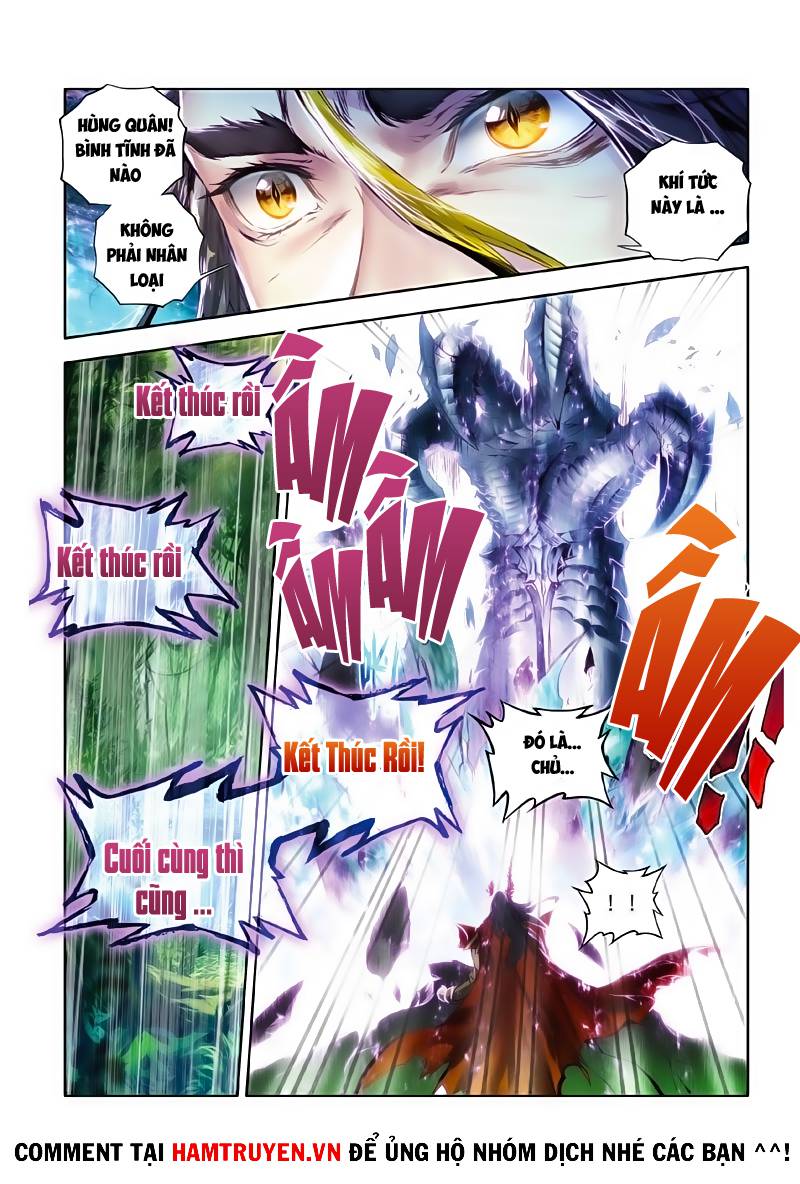 HÙNG QUÂN!
BÌNH TĨNH ĐÃ
NÀO
KHÔNG
PHẢI NHÂN
LOẠI
KHÍ TỨC
NÀY LÀ ...
Kết thúc rồi
ẦM
ẦM
ẦM
Kết thúc rồi
ẦM
Kết Thúc Rồi!
ĐÓ LÀ...
CHỦ...
Cuối cùng thì
cũng ...
! !
COMMENT TẠI HAMTRUYEN.VN ĐỂ ỦNG HỘ NHÓM DỊCH NHÉ CÁC BẠN ^^!